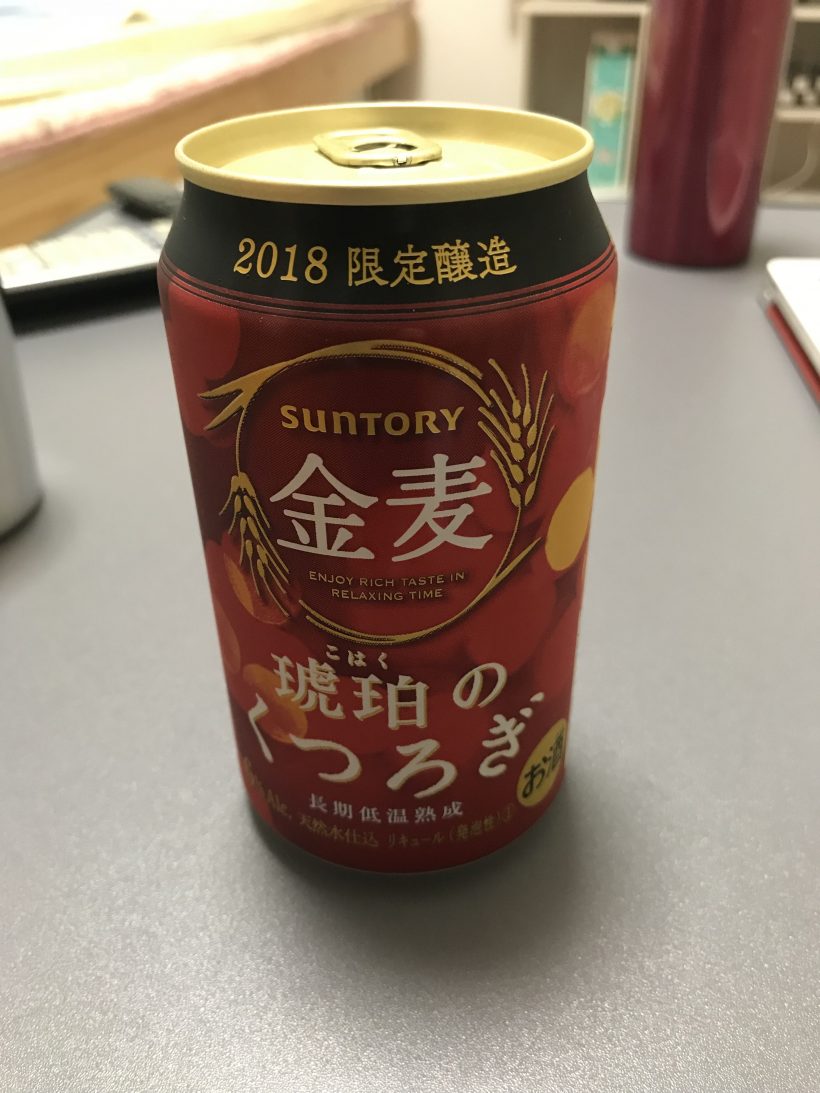 2018 限定醸造
SUNTORY
金麦
ENJOY RICH TASTE IN
RELAXING TIME
こはく
琥珀の
くつろぎ
お酒
長期低温熟成
6% Alc. 天然水仕込 リキュール(発泡性)①